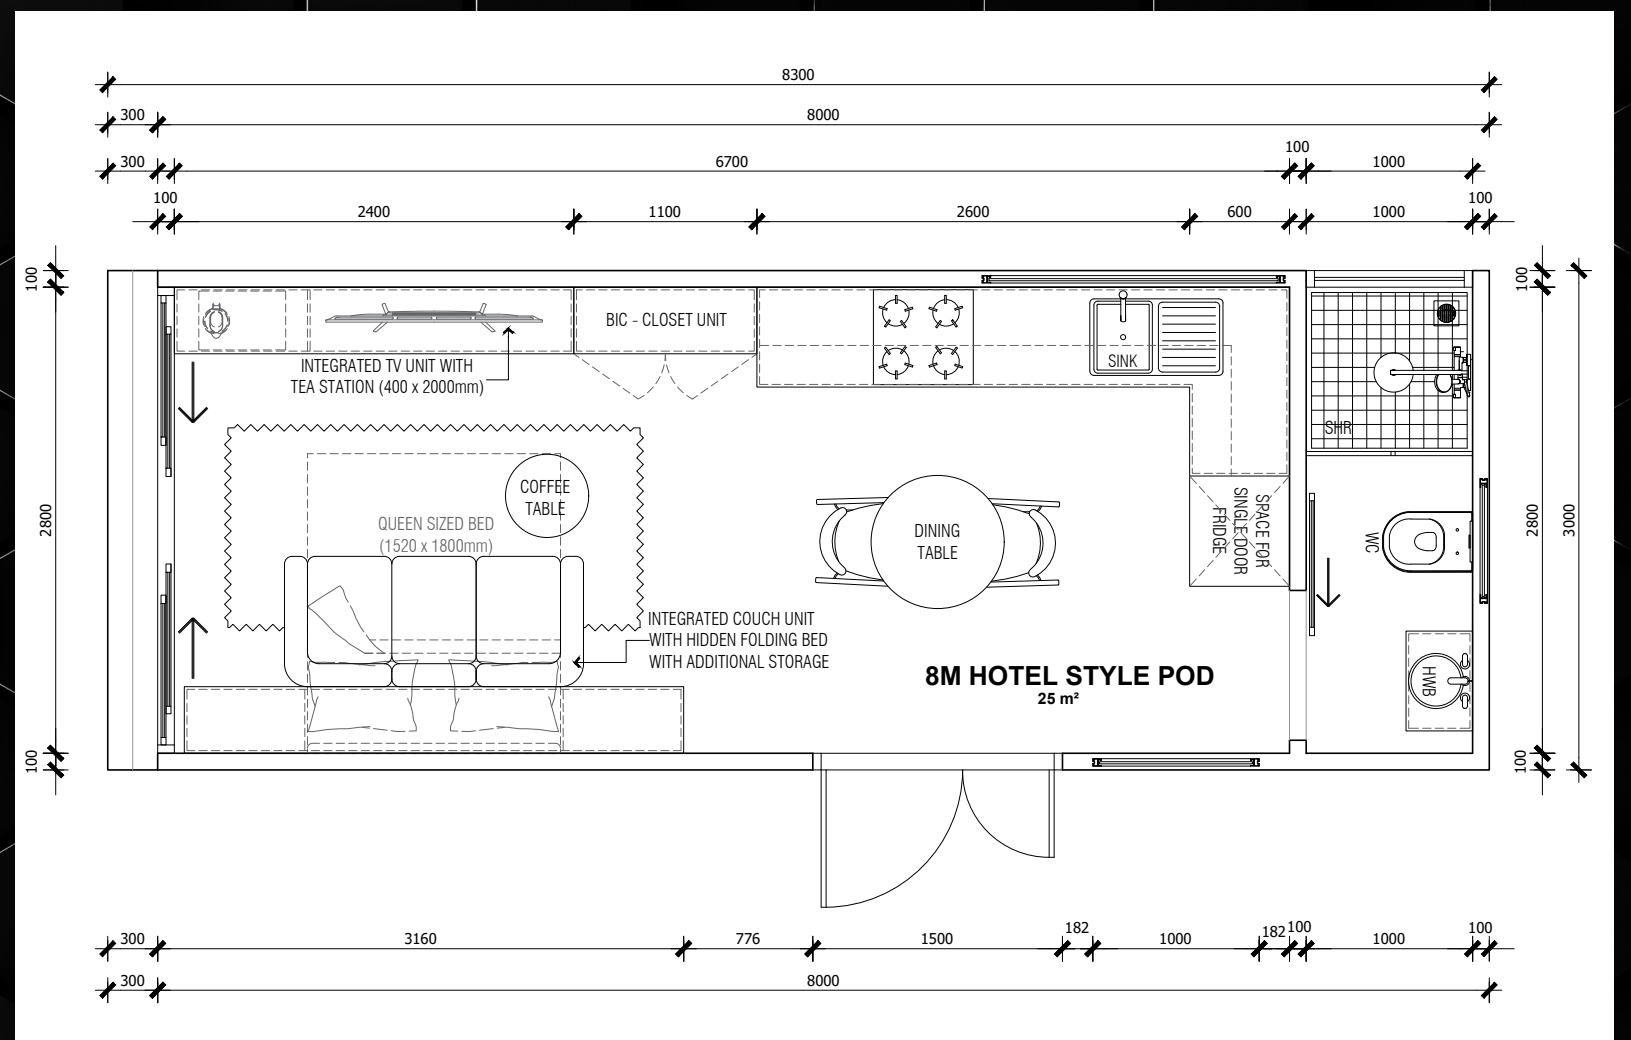 8300
300
8000
300
6700
100
1000
100
2400
1100
2600
600
1000
100
100
2800
100
100
2800
100
3000
BIC - CLOSET UNIT
INTEGRATED TV UNIT WITH
TEA STATION (400 x 2000mm)
SINK
SHR
COFFEE
TABLE
QUEEN SIZED BED
(1520 x 1800mm)
DINING
TABLE
SPACE FOR
SINGLE DOOR
FRIDGE
WC
INTEGRATED COUCH UNIT
WITH HIDDEN FOLDING BED
WITH ADDITIONAL STORAGE
HWB
8M HOTEL STYLE POD
25 m²
300
3160
776
1500
182
1000
182
100
1000
100
300
8000